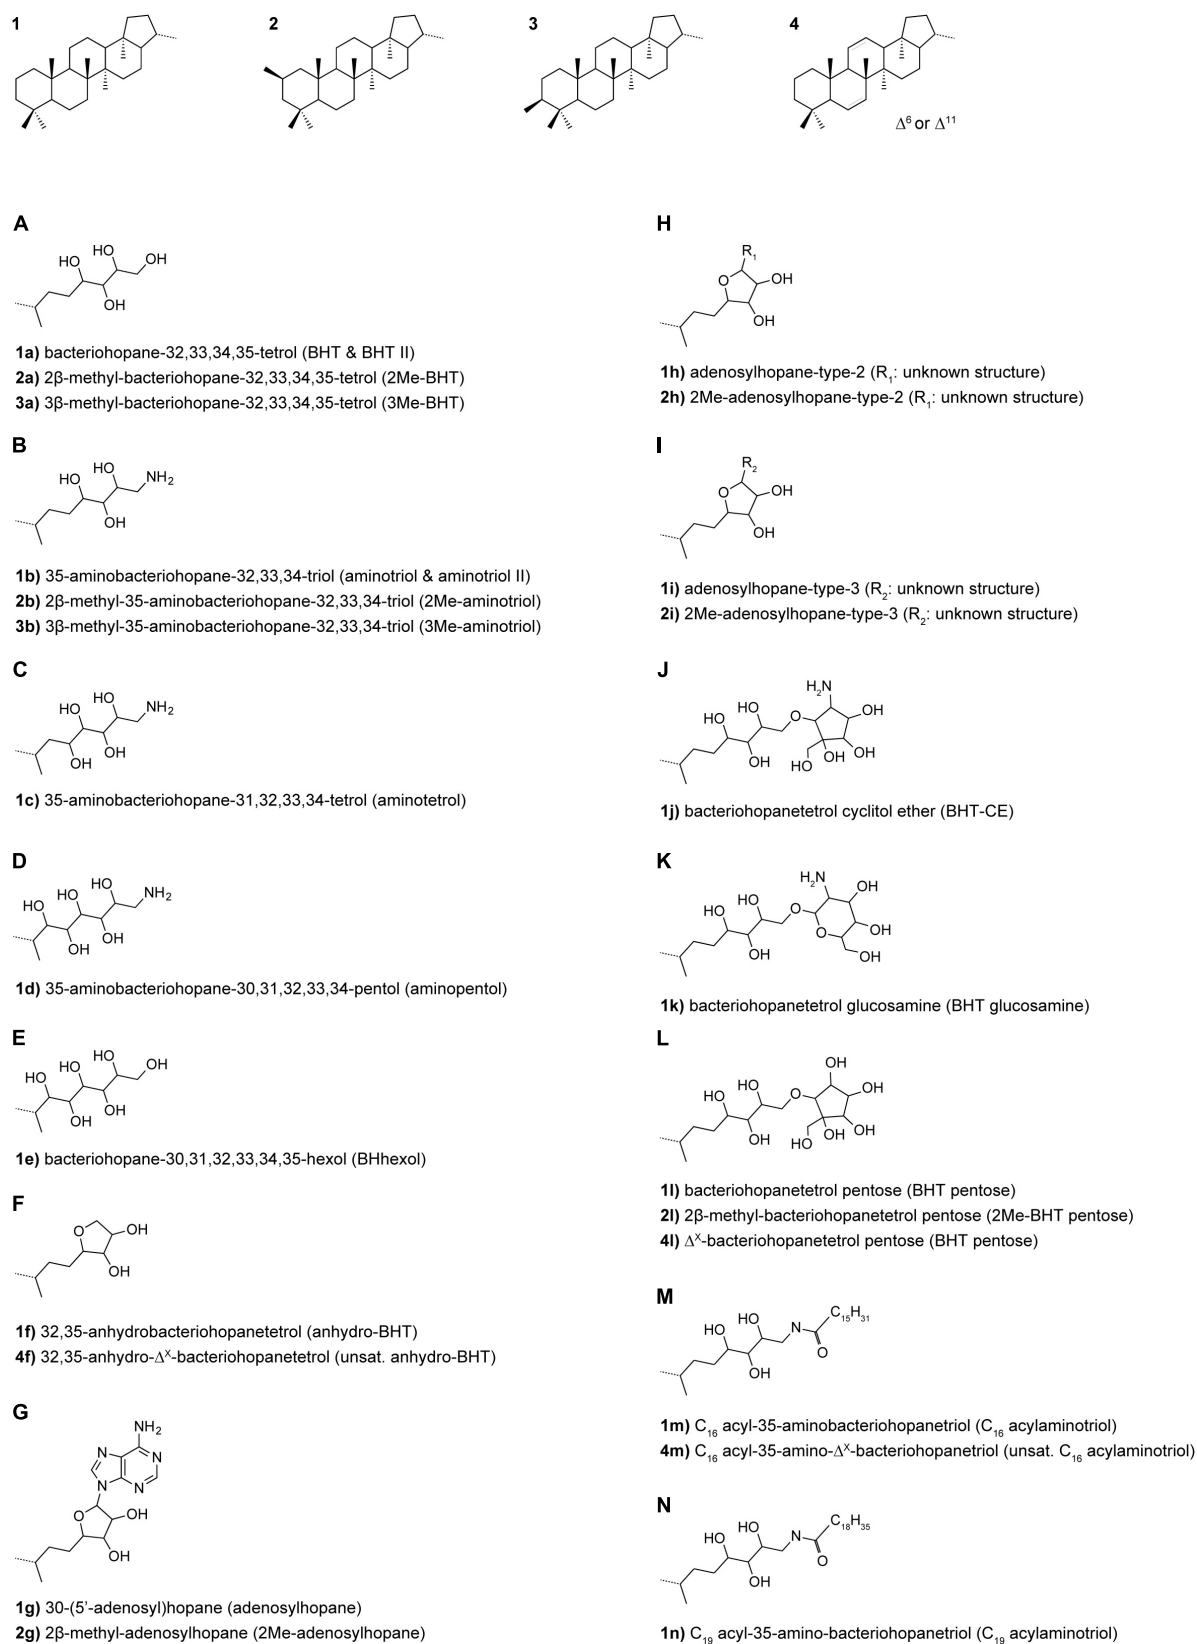 1
2
3
4
Δ⁶ or Δ¹¹
A
HO
HO
OH
OH
1a) bacteriohopane-32,33,34,35-tetrol (BHT & BHT II)
2a) 2β-methyl-bacteriohopane-32,33,34,35-tetrol (2Me-BHT)
3a) 3β-methyl-bacteriohopane-32,33,34,35-tetrol (3Me-BHT)
B
HO
HO
NH₂
OH
1b) 35-aminobacteriohopane-32,33,34-triol (aminotriol & aminotriol II)
2b) 2β-methyl-35-aminobacteriohopane-32,33,34-triol (2Me-aminotriol)
3b) 3β-methyl-35-aminobacteriohopane-32,33,34-triol (3Me-aminotriol)
C
HO
HO
NH₂
OH
OH
1c) 35-aminobacteriohopane-31,32,33,34-tetrol (aminotetrol)
D
HO
HO
HO
NH₂
OH
OH
1d) 35-aminobacteriohopane-30,31,32,33,34-pentol (aminopentol)
E
HO
HO
HO
OH
OH
OH
1e) bacteriohopane-30,31,32,33,34,35-hexol (BHhexol)
F
O
OH
OH
1f) 32,35-anhydrobacteriohopanetetrol (anhydro-BHT)
4f) 32,35-anhydro-Δˣ-bacteriohopanetetrol (unsat. anhydro-BHT)
G
NH₂
N
N
N
N
O
OH
OH
1g) 30-(5'-adenosyl)hopane (adenosylhopane)
2g) 2β-methyl-adenosylhopane (2Me-adenosylhopane)
H
R₁
O
OH
OH
1h) adenosylhopane-type-2 (R₁: unknown structure)
2h) 2Me-adenosylhopane-type-2 (R₁: unknown structure)
I
R₂
O
OH
OH
1i) adenosylhopane-type-3 (R₂: unknown structure)
2i) 2Me-adenosylhopane-type-3 (R₂: unknown structure)
J
H₂N
HO
HO
O
OH
OH
HO
OH
OH
1j) bacteriohopanetetrol cyclitol ether (BHT-CE)
K
H₂N
OH
HO
HO
O
O
OH
OH
OH
1k) bacteriohopanetetrol glucosamine (BHT glucosamine)
L
OH
HO
HO
O
OH
OH
HO
OH
OH
1l) bacteriohopanetetrol pentose (BHT pentose)
2l) 2β-methyl-bacteriohopanetetrol pentose (2Me-BHT pentose)
4l) Δˣ-bacteriohopanetetrol pentose (BHT pentose)
M
HO
HO
N
C₁₅H₃₁
O
OH
1m) C₁₆ acyl-35-aminobacteriohopanetriol (C₁₆ acylaminotriol)
4m) C₁₆ acyl-35-amino-Δˣ-bacteriohopanetriol (unsat. C₁₆ acylaminotriol)
N
HO
HO
N
C₁₈H₃₅
O
OH
1n) C₁₉ acyl-35-amino-bacteriohopanetriol (C₁₉ acylaminotriol)